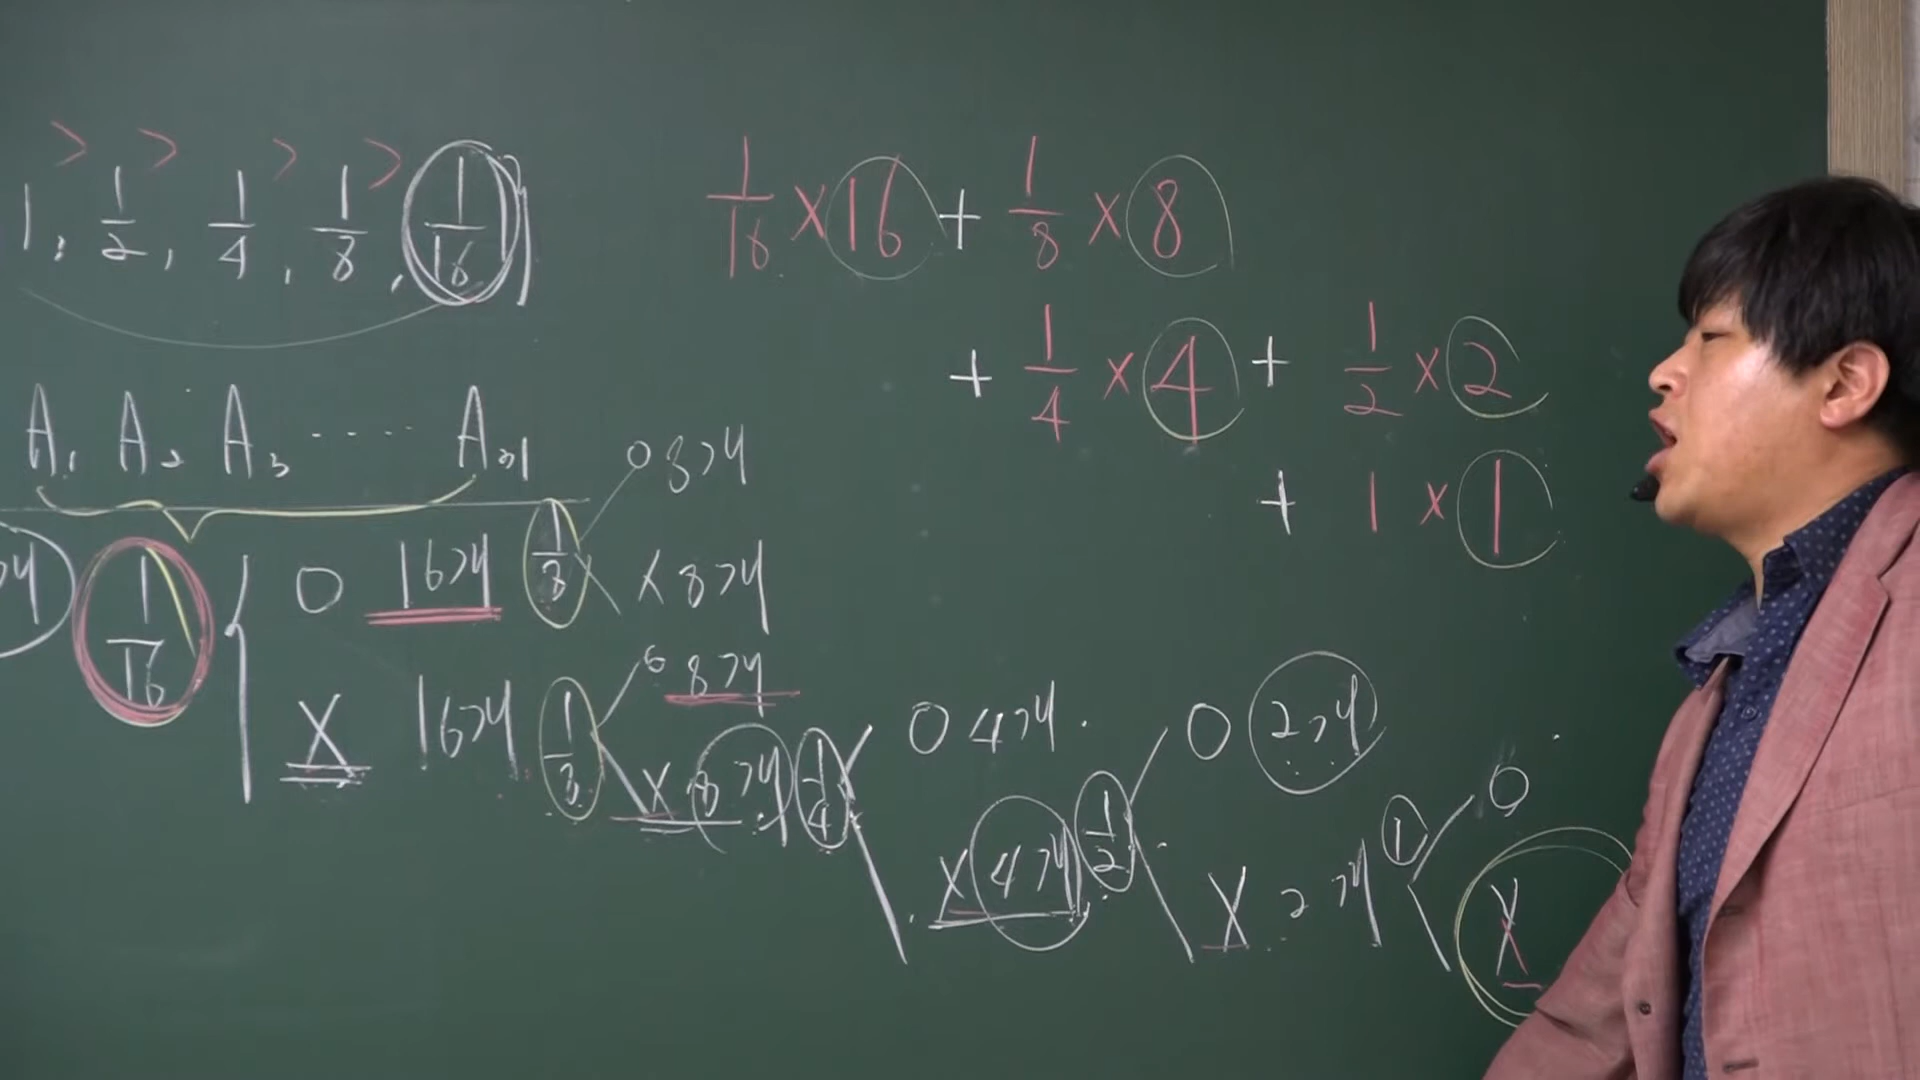 1, 1/2, 1/4, 1/8, 1/16
> > > >
1/16 × 16 + 1/8 × 8
+ 1/4 × 4 + 1/2 × 2
+ 1 × 1
A₁ A₂ A₃ ····· A₃₁
1/16
O 16개 1/8
O 8개
X 8개
X 16개 1/8
O 8개
X 8개 1/4
O 4개
X 4개 1/2
O 2개
X 2개 1
O
X